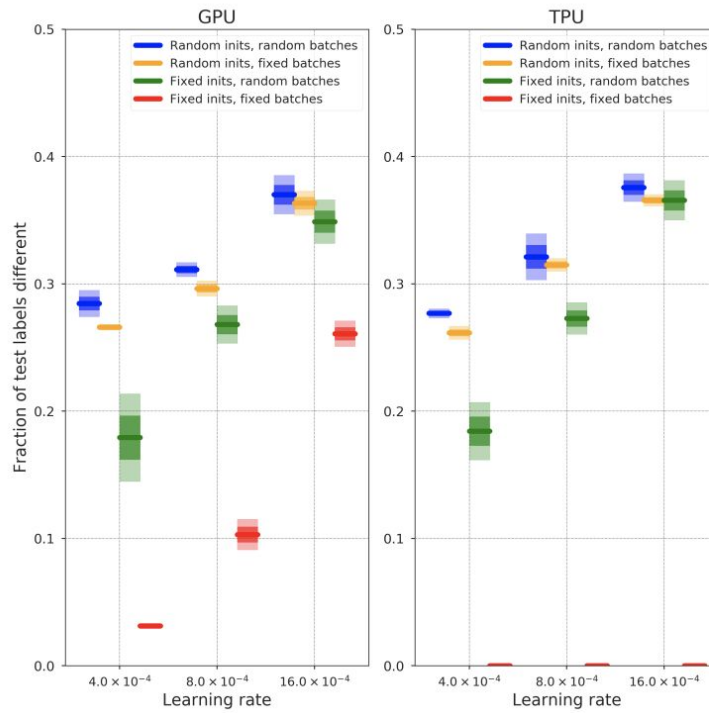 GPU
TPU
0.5
0.4
0.3
0.2
0.1
0.0
Fraction of test labels different
Random inits, random batches
Random inits, fixed batches
Fixed inits, random batches
Fixed inits, fixed batches
4.0 × 10⁻⁴
8.0 × 10⁻⁴
16.0 × 10⁻⁴
Learning rate
0.5
0.4
0.3
0.2
0.1
0.0
Random inits, random batches
Random inits, fixed batches
Fixed inits, random batches
Fixed inits, fixed batches
4.0 × 10⁻⁴
8.0 × 10⁻⁴
16.0 × 10⁻⁴
Learning rate